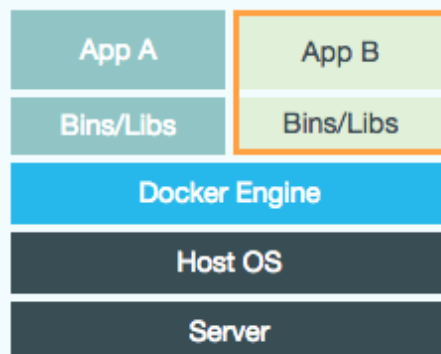 App A
App B
Bins/Libs
Bins/Libs
Docker Engine
Host OS
Server